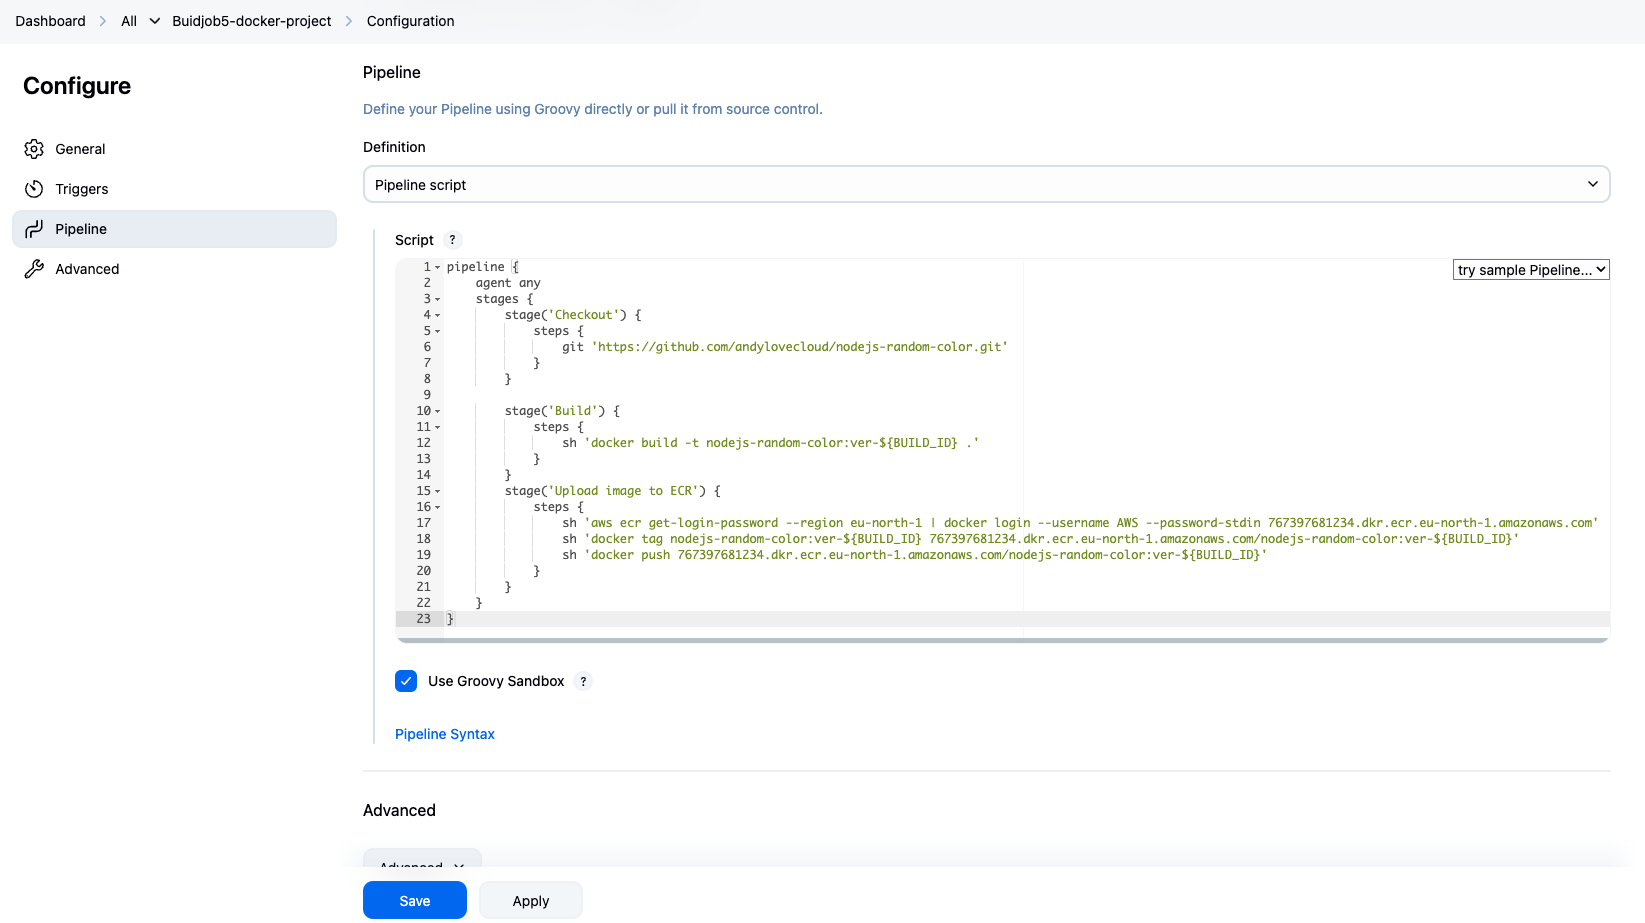 Dashboard > All Buidjob5-docker-project > Configuration
Configure
General
Triggers
Pipeline
Advanced
Pipeline
Define your Pipeline using Groovy directly or pull it from source control.
Definition
Pipeline script
Script ?
try sample Pipeline...
1 pipeline {
2     agent any
3     stages {
4         stage('Checkout') {
5             steps {
6                 git 'https://github.com/andylovecloud/nodejs-random-color.git'
7             }
8         }
9
10         stage('Build') {
11             steps {
12                 sh 'docker build -t nodejs-random-color:ver-${BUILD_ID} .'
13             }
14         }
15         stage('Upload image to ECR') {
16             steps {
17                 sh 'aws ecr get-login-password --region eu-north-1 | docker login --username AWS --password-stdin 767397681234.dkr.ecr.eu-north-1.amazonaws.com'
18                 sh 'docker tag nodejs-random-color:ver-${BUILD_ID} 767397681234.dkr.ecr.eu-north-1.amazonaws.com/nodejs-random-color:ver-${BUILD_ID}'
19                 sh 'docker push 767397681234.dkr.ecr.eu-north-1.amazonaws.com/nodejs-random-color:ver-${BUILD_ID}'
20             }
21         }
22     }
23 }
Use Groovy Sandbox ?
Pipeline Syntax
Advanced
Advanced
Save
Apply